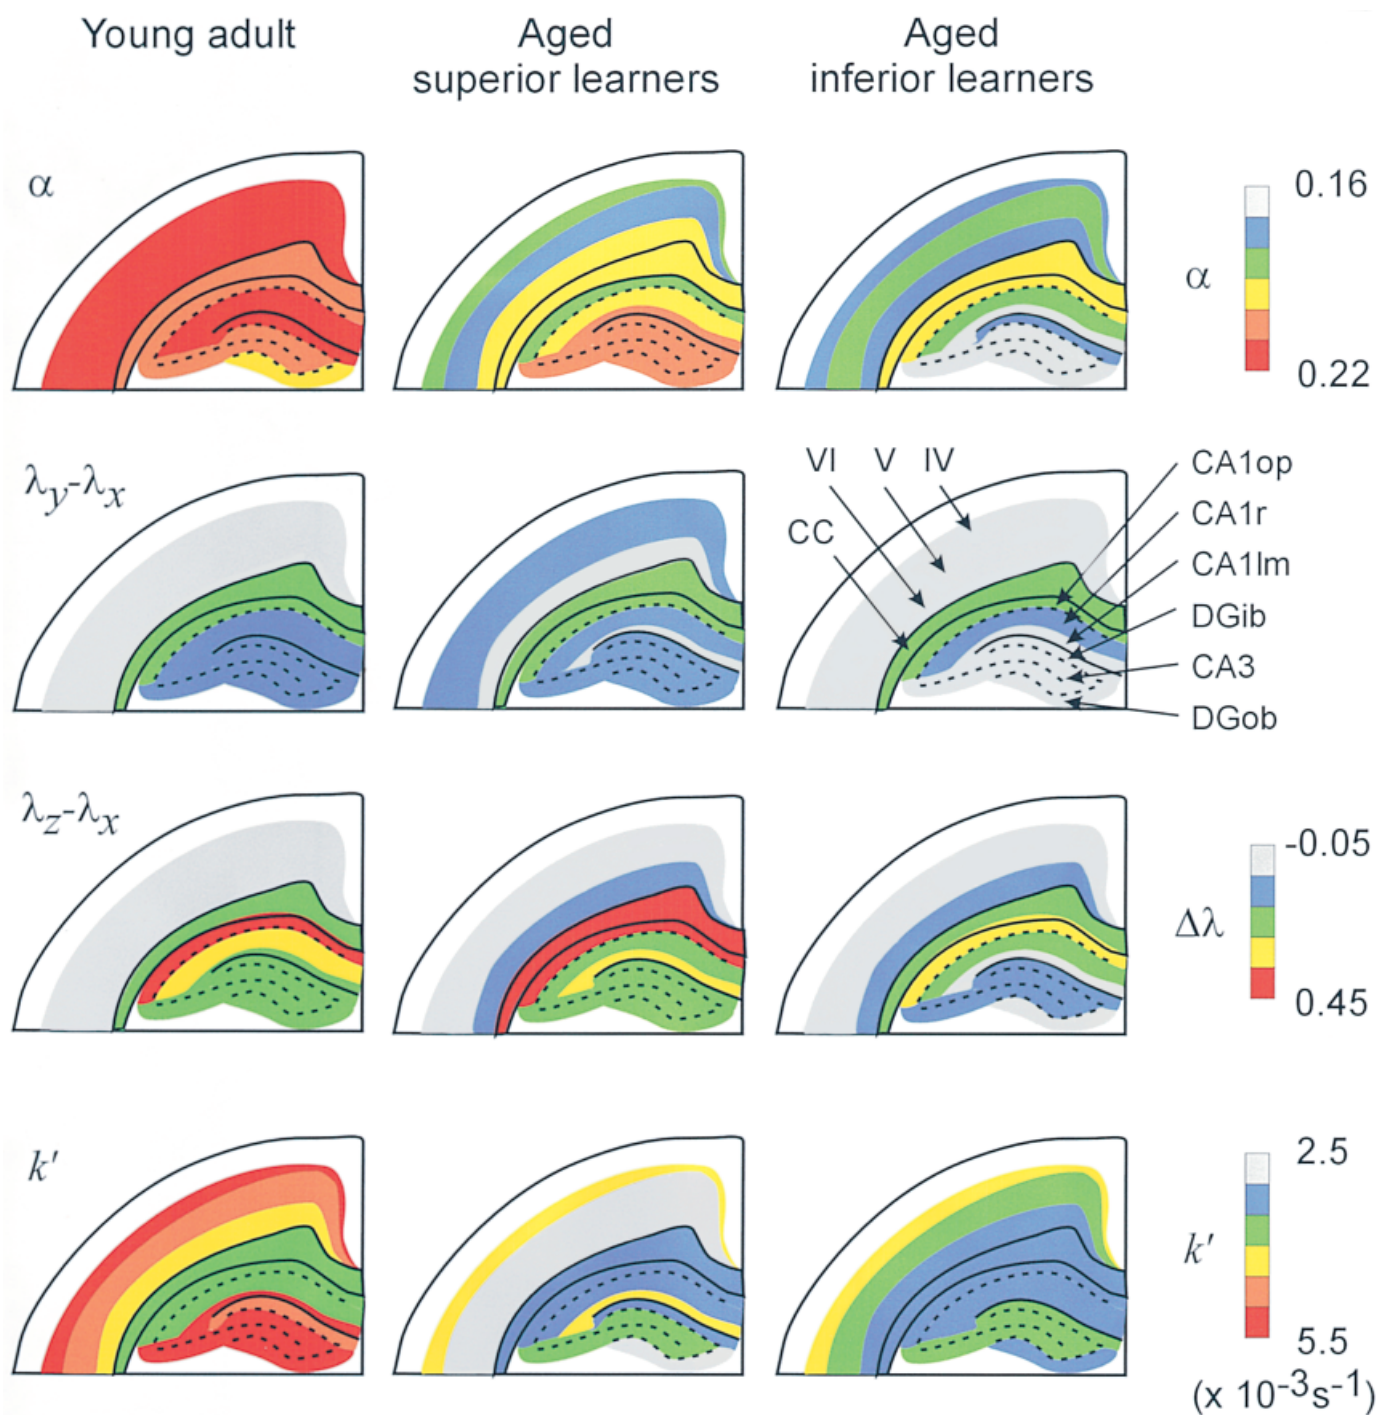 Young adult
Aged
superior learners
Aged
inferior learners
α
α
0.16
0.22
λy-λx
VI V IV
CC
CA1op
CA1r
CA1lm
DGib
CA3
DGob
λz-λx
Δλ
-0.05
0.45
k'
k'
2.5
5.5
(x 10⁻³s⁻¹)